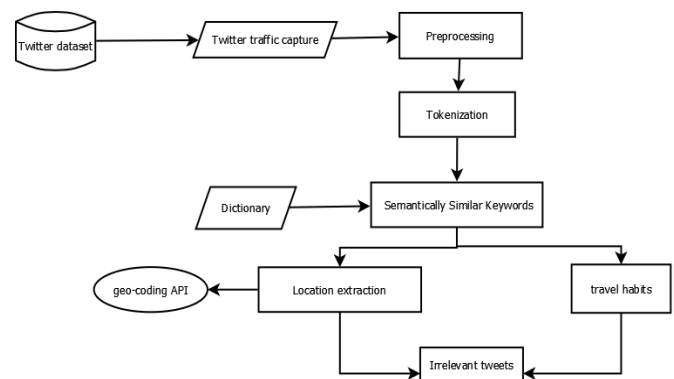 Twitter dataset
Twitter traffic capture
Preprocessing
Tokenization
Dictionary
Semantically Similar Keywords
geo-coding API
Location extraction
travel habits
Irrelevant tweets